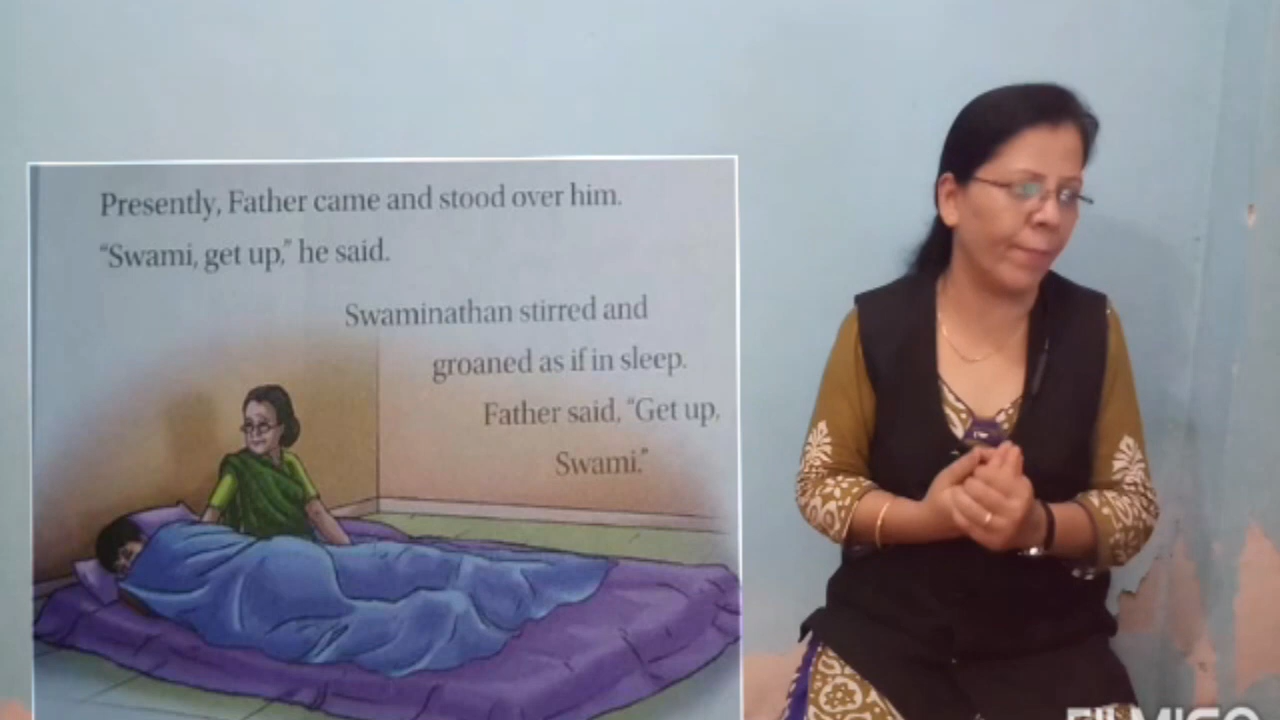 Presently, Father came and stood over him.
“Swami, get up,” he said.
Swaminathan stirred and
groaned as if in sleep.
Father said, “Get up,
Swami.”